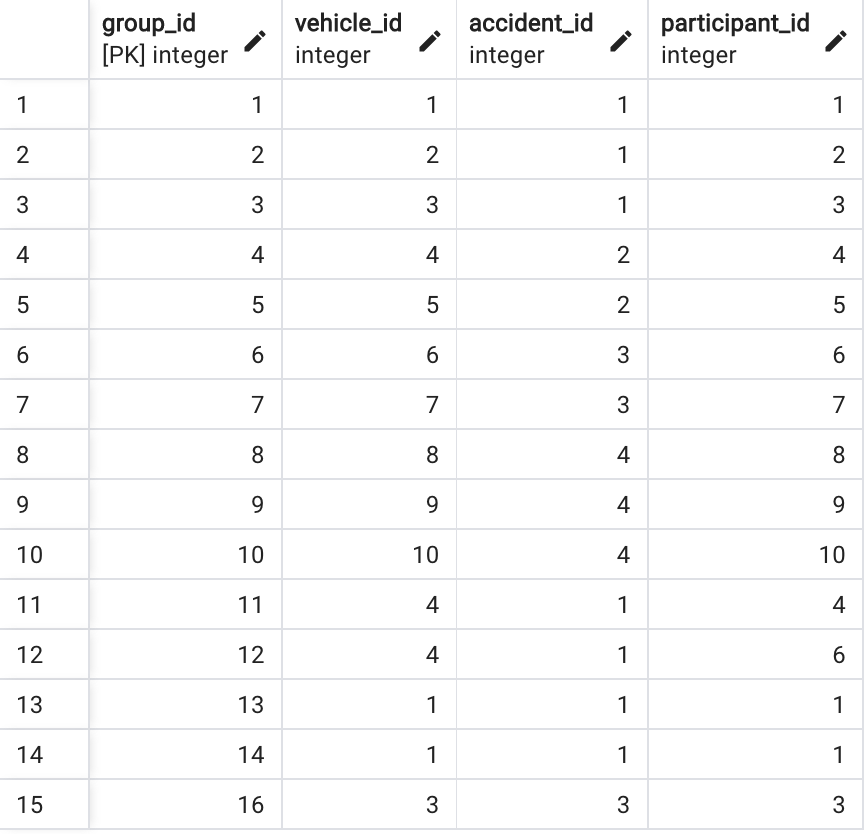 group_id vehicle_id accident_id participant_id
[PK] integer integer integer integer
1 1 1 1 1
2 2 2 1 2
3 3 3 1 3
4 4 4 2 4
5 5 5 2 5
6 6 6 3 6
7 7 7 3 7
8 8 8 4 8
9 9 9 4 9
10 10 10 4 10
11 11 4 1 4
12 12 4 1 6
13 13 1 1 1
14 14 1 1 1
15 16 3 3 3